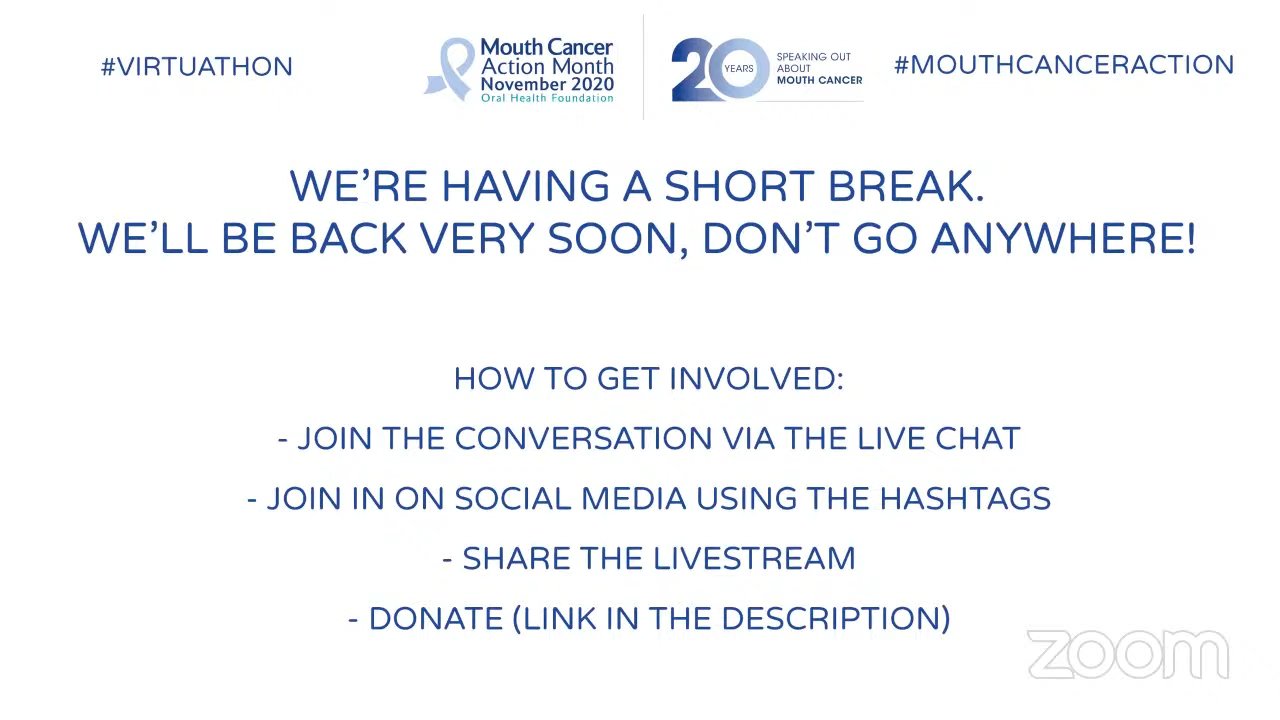 #VIRTUATHON
Mouth Cancer
Action Month
November 2020
Oral Health Foundation
20
YEARS
SPEAKING OUT
ABOUT
MOUTH CANCER
#MOUTHCANCERACTION
WE’RE HAVING A SHORT BREAK.
WE’LL BE BACK VERY SOON, DON’T GO ANYWHERE!
HOW TO GET INVOLVED:
- JOIN THE CONVERSATION VIA THE LIVE CHAT
- JOIN IN ON SOCIAL MEDIA USING THE HASHTAGS
- SHARE THE LIVESTREAM
- DONATE (LINK IN THE DESCRIPTION)
zoom